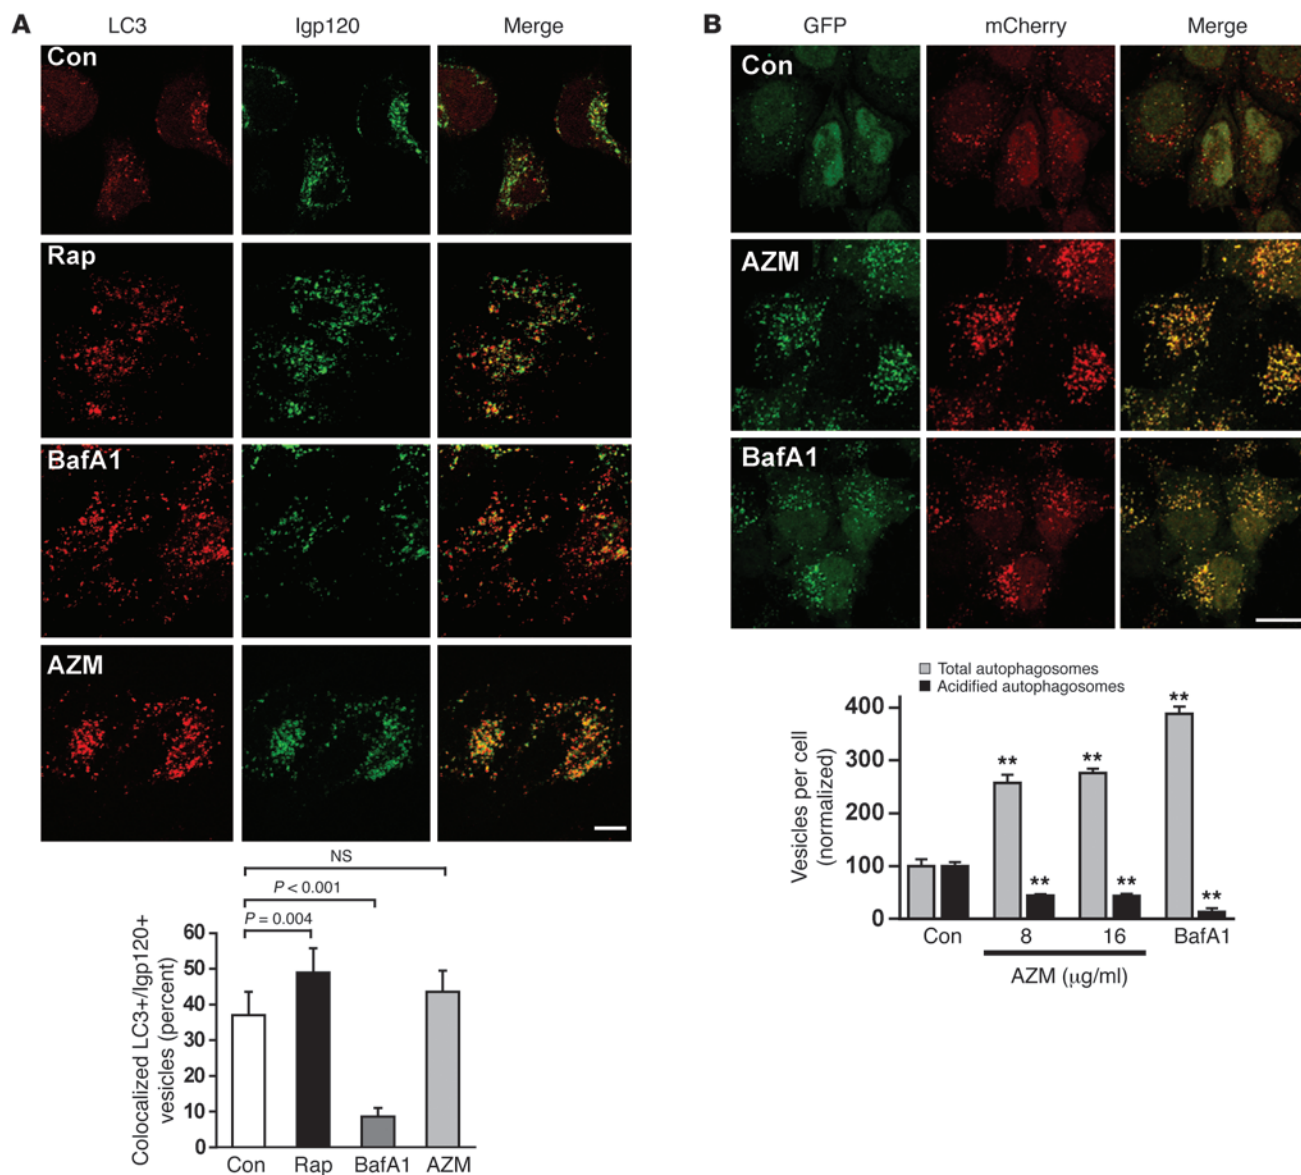 A
LC3
lgp120
Merge
Con
Rap
BafA1
AZM
NS
P < 0.001
P = 0.004
Colocalized LC3+/lgp120+
vesicles (percent)
60
50
40
30
20
10
0
Con
Rap
BafA1
AZM
B
GFP
mCherry
Merge
Con
AZM
BafA1
Total autophagosomes
Acidified autophagosomes
Vesicles per cell
(normalized)
400
300
200
100
0
**
**
**
**
**
**
Con
8
16
BafA1
AZM (μg/ml)